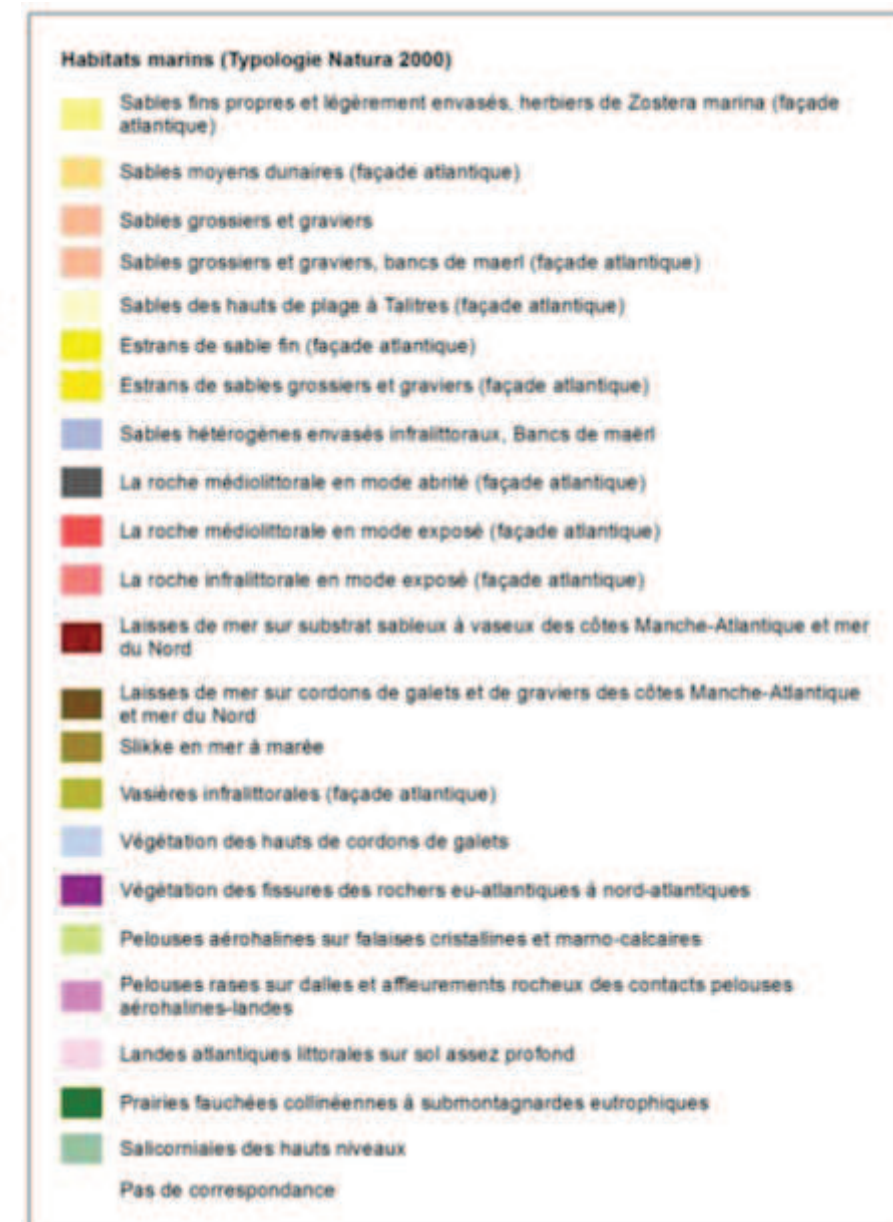 Habitats marins (Typologie Natura 2000)
Sables fins propres et légèrement envasés, herbiers de Zostera marina (façade
atlantique)
Sables moyens dunaires (façade atlantique)
Sables grossiers et graviers
Sables grossiers et graviers, bancs de maerl (façade atlantique)
Sables des hauts de plage à Talitres (façade atlantique)
Estrans de sable fin (façade atlantique)
Estrans de sables grossiers et graviers (façade atlantique)
Sables hétérogènes envasés infralittoraux, Bancs de maërl
La roche médiolittorale en mode abrité (façade atlantique)
La roche médiolittorale en mode exposé (façade atlantique)
La roche infralittorale en mode exposé (façade atlantique)
Laisses de mer sur substrat sableux à vaseux des côtes Manche-Atlantique et mer
du Nord
Laisses de mer sur cordons de galets et de graviers des côtes Manche-Atlantique
et mer du Nord
Slikke en mer à marée
Vasières infralittorales (façade atlantique)
Végétation des hauts de cordons de galets
Végétation des fissures des rochers eu-atlantiques à nord-atlantiques
Pelouses aérohalines sur falaises cristallines et marno-calcaires
Pelouses rases sur dalles et affleurements rocheux des contacts pelouses
aérohalines-landes
Landes atlantiques littorales sur sol assez profond
Prairies fauchées collinéennes à submontagnardes eutrophiques
Salicorniales des hauts niveaux
Pas de correspondance